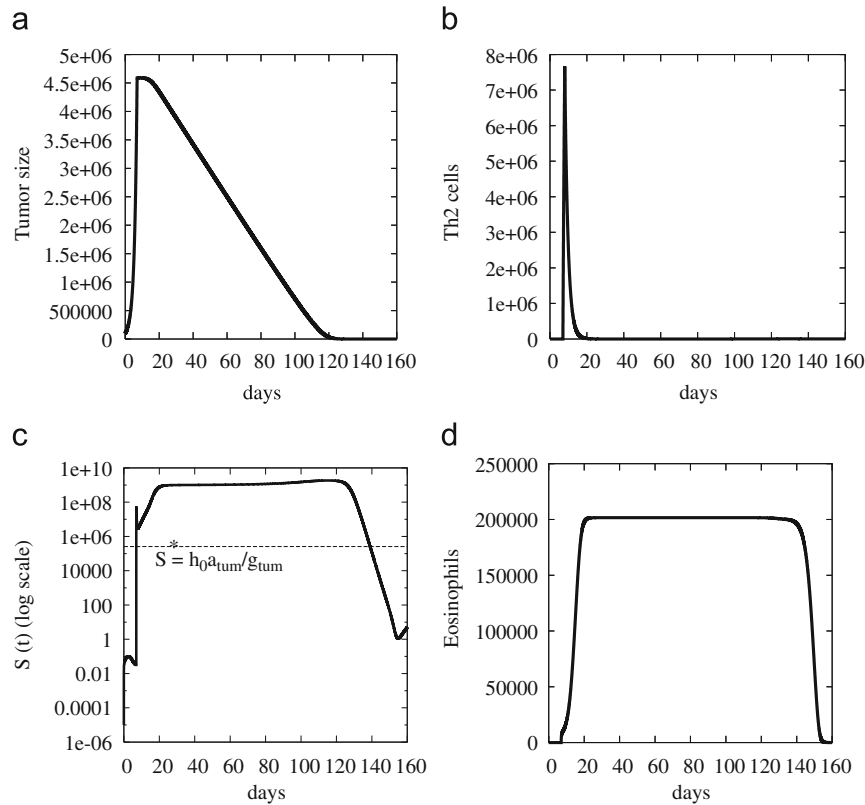 a
5e+06
4.5e+06
4e+06
3.5e+06
3e+06
2.5e+06
2e+06
1.5e+06
1e+06
500000
0
Tumor size
0 20 40 60 80 100 120 140 160
days
b
8e+06
7e+06
6e+06
5e+06
4e+06
3e+06
2e+06
1e+06
0
Th2 cells
0 20 40 60 80 100 120 140 160
days
c
1e+10
1e+08
1e+06
10000
100
1
0.01
0.0001
1e-06
S (t) (log scale)
S* = h0atum/gtum
0 20 40 60 80 100 120 140 160
days
d
250000
200000
150000
100000
50000
0
Eosinophils
0 20 40 60 80 100 120 140 160
days